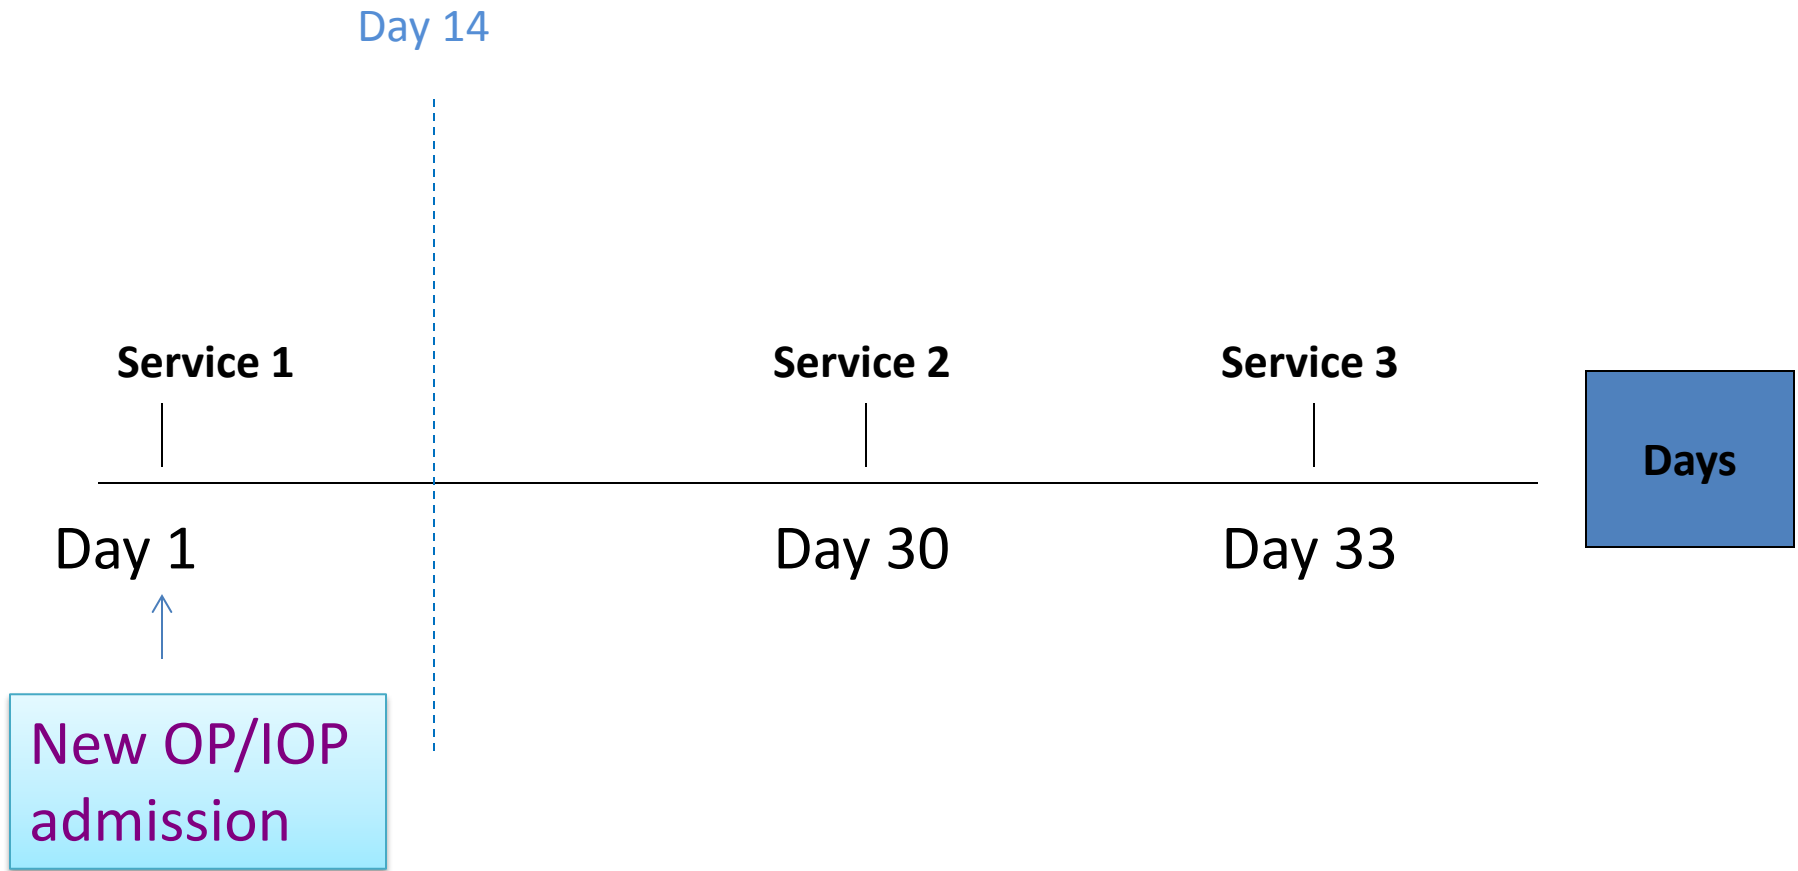 Day 14
Service 1
Service 2
Service 3
Days
Day 1
Day 30
Day 33
New OP/IOP
admission